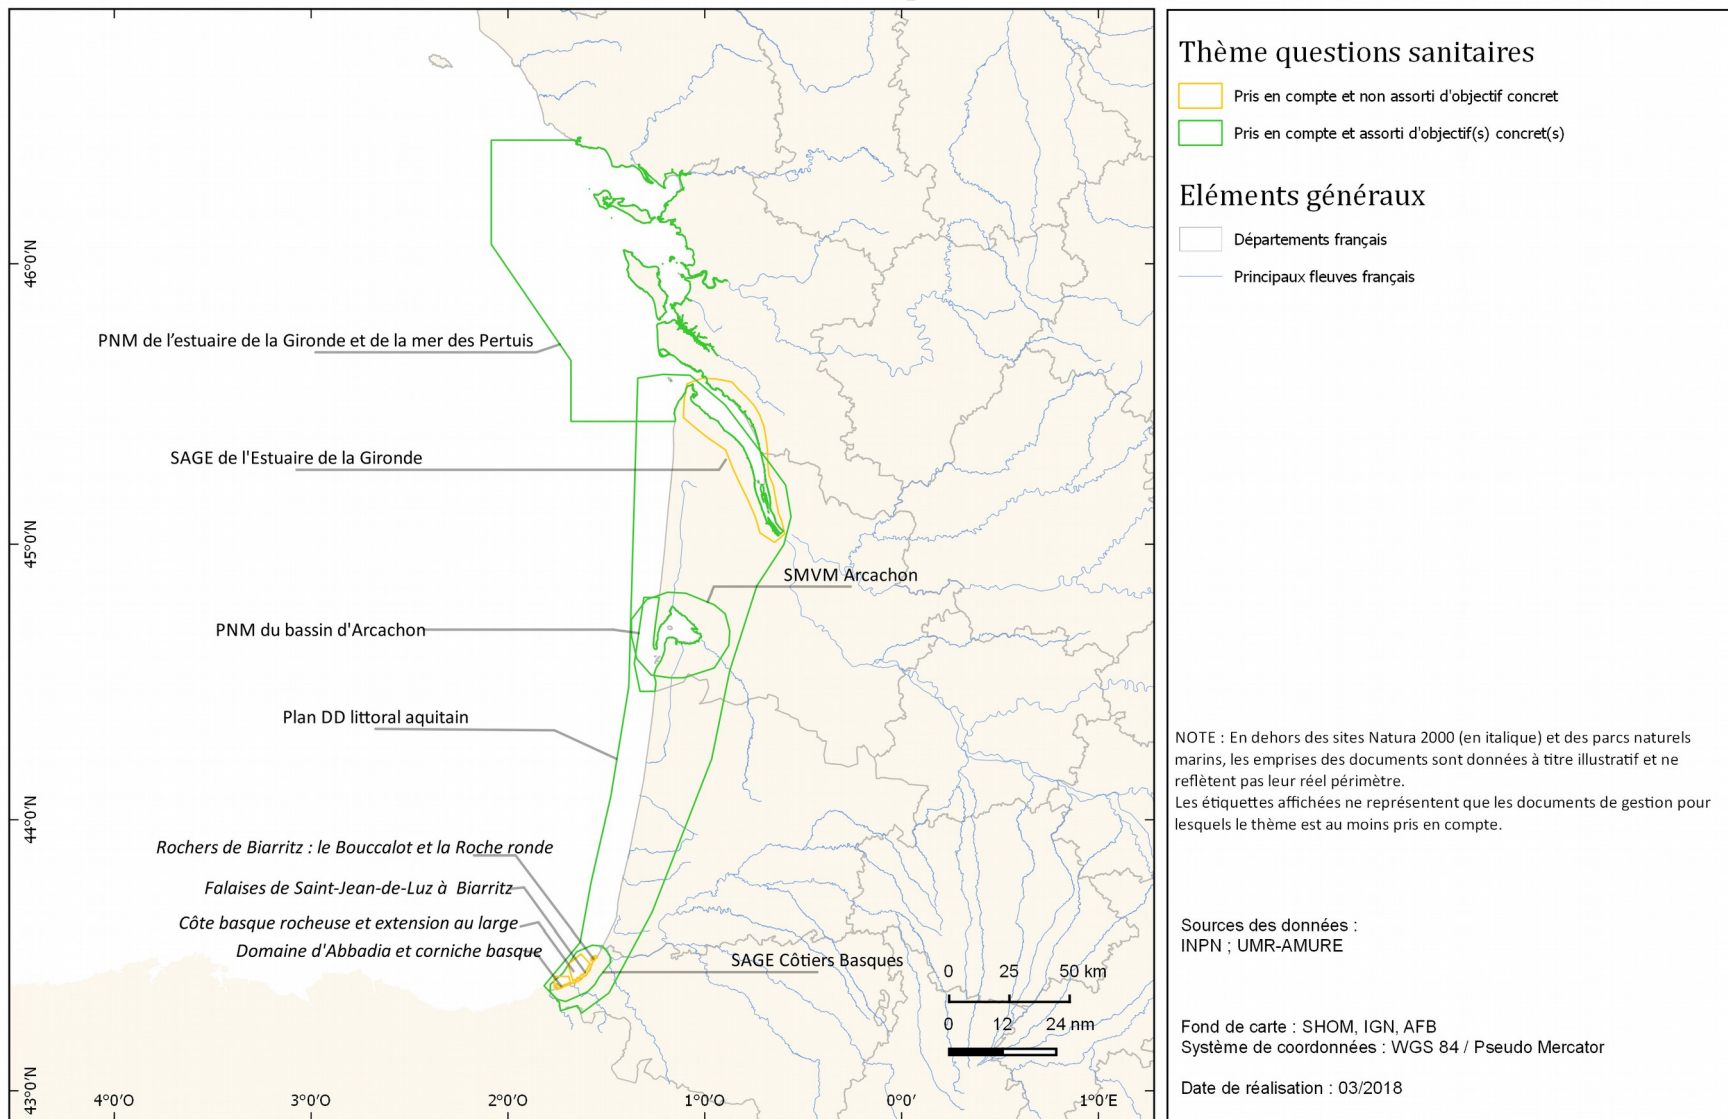 Thème questions sanitaires
Pris en compte et non assorti d'objectif concret
Pris en compte et assorti d'objectif(s) concret(s)
Eléments généraux
Départements français
Principaux fleuves français
PNM de l’estuaire de la Gironde et de la mer des Pertuis
SAGE de l'Estuaire de la Gironde
SMVM Arcachon
PNM du bassin d'Arcachon
Plan DD littoral aquitain
Rochers de Biarritz : le Bouccalot et la Roche ronde
Falaises de Saint-Jean-de-Luz à Biarritz
Côte basque rocheuse et extension au large
Domaine d'Abbadia et corniche basque
SAGE Côtiers Basques
46°0'N
45°0'N
44°0'N
43°0'N
4°0'O
3°0'O
2°0'O
1°0'O
0°0'
1°0'E
0 25 50 km
0 12 24 nm
NOTE : En dehors des sites Natura 2000 (en italique) et des parcs naturels
marins, les emprises des documents sont données à titre illustratif et ne
reflètent pas leur réel périmètre.
Les étiquettes affichées ne représentent que les documents de gestion pour
lesquels le thème est au moins pris en compte.
Sources des données :
INPN ; UMR-AMURE
Fond de carte : SHOM, IGN, AFB
Système de coordonnées : WGS 84 / Pseudo Mercator
Date de réalisation : 03/2018